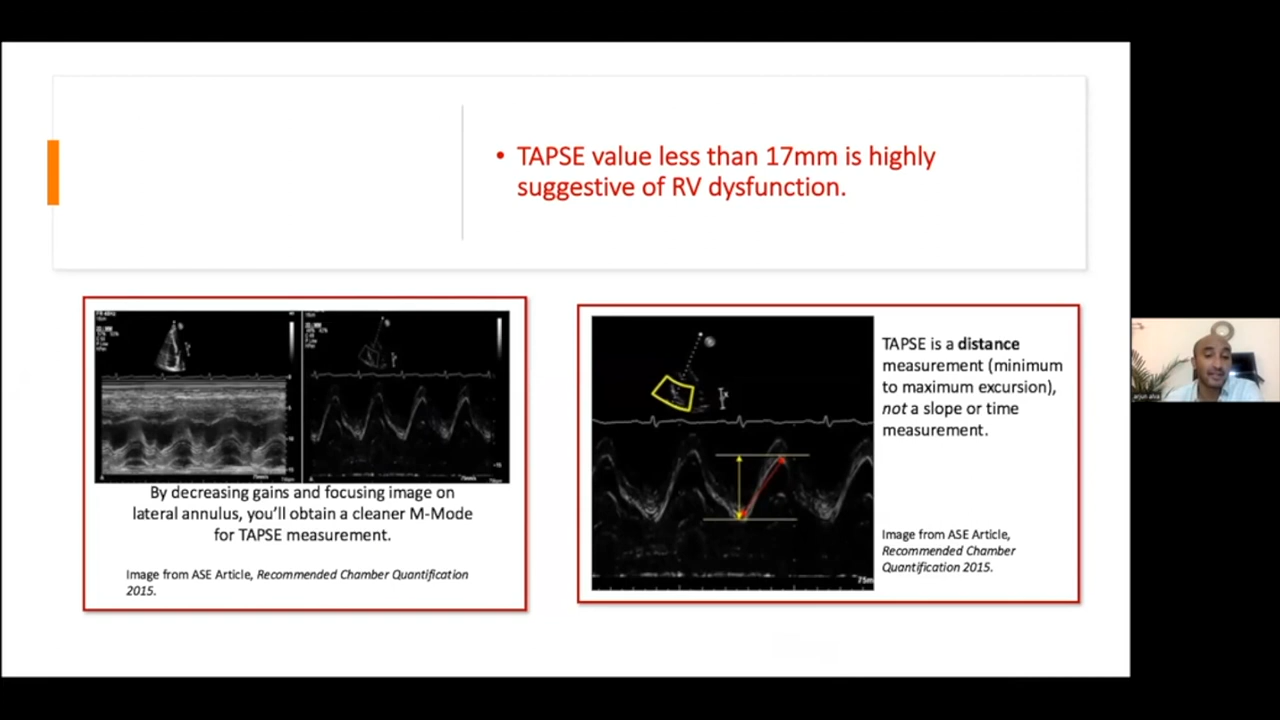 • TAPSE value less than 17mm is highly
suggestive of RV dysfunction.
By decreasing gains and focusing image on
lateral annulus, you’ll obtain a cleaner M-Mode
for TAPSE measurement.
Image from ASE Article, Recommended Chamber Quantification
2015.
TAPSE is a distance
measurement (minimum
to maximum excursion),
not a slope or time
measurement.
Image from ASE Article,
Recommended Chamber
Quantification 2015.
75m
arjun alva